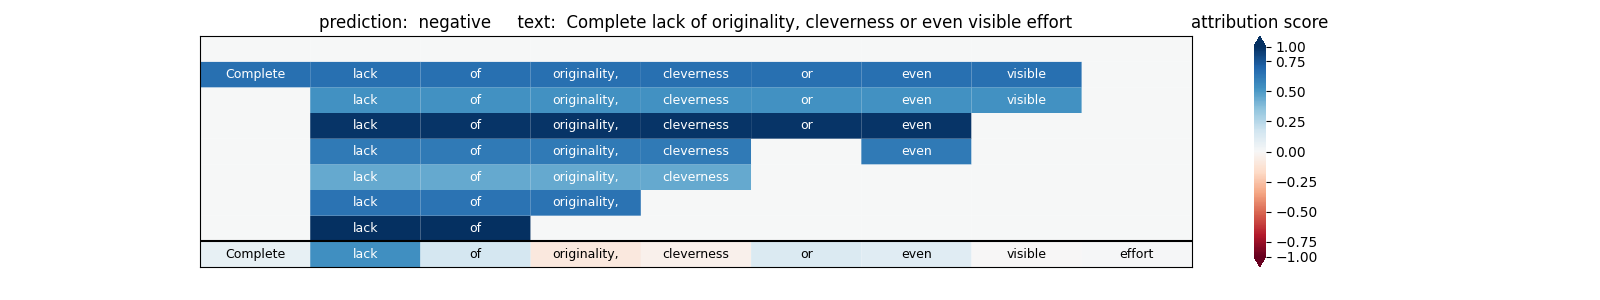 prediction:  negative     text:  Complete lack of originality, cleverness or even visible effort
attribution score
Complete lack of originality, cleverness or even visible
lack of originality, cleverness or even visible
lack of originality, cleverness or even
lack of originality, cleverness even
lack of originality, cleverness
lack of originality,
lack of
Complete lack of originality, cleverness or even visible effort
1.00
0.75
0.50
0.25
0.00
−0.25
−0.50
−0.75
−1.00